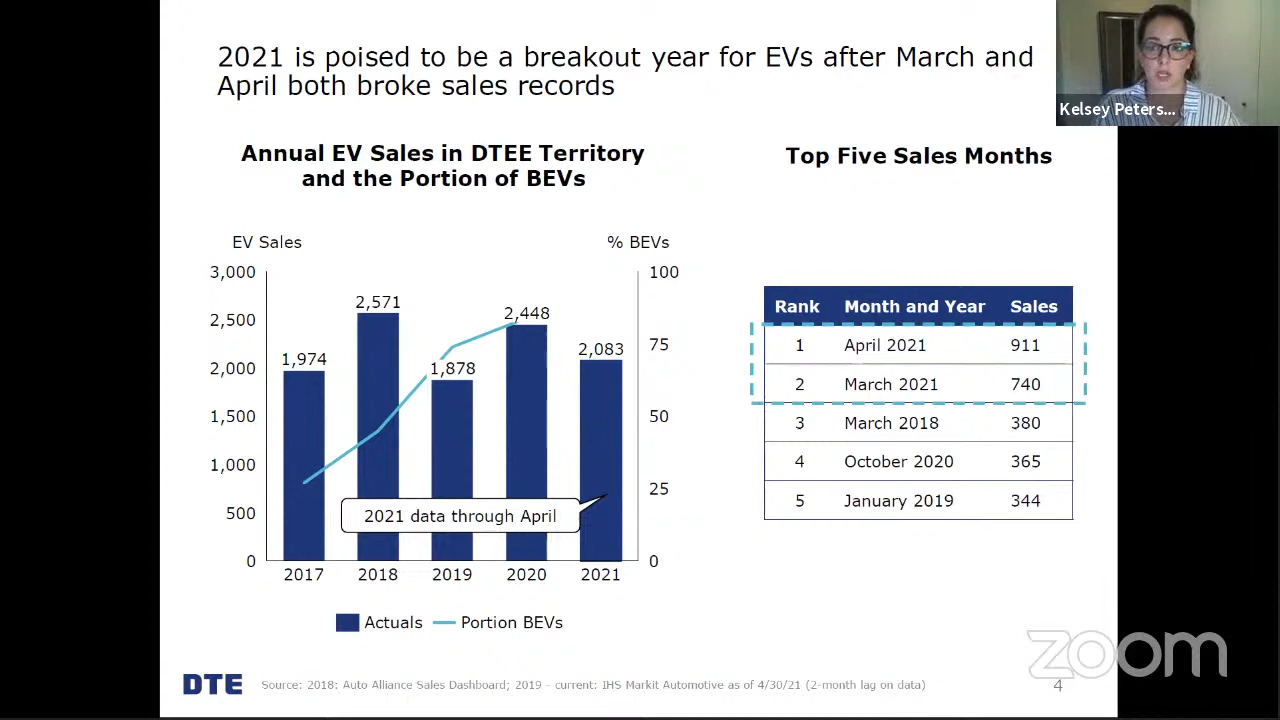 2021 is poised to be a breakout year for EVs after March and
April both broke sales records
Kelsey Peters...
Annual EV Sales in DTEE Territory
and the Portion of BEVs
Top Five Sales Months
EV Sales
% BEVs
3,000
2,500
2,000
1,500
1,000
500
0
100
75
50
25
0
1,974
2,571
1,878
2,448
2,083
2021 data through April
2017 2018 2019 2020 2021
Actuals Portion BEVs
Rank Month and Year Sales
1 April 2021 911
2 March 2021 740
3 March 2018 380
4 October 2020 365
5 January 2019 344
zoom
DTE
Source: 2018: Auto Alliance Sales Dashboard; 2019 - current: IHS Markit Automotive as of 4/30/21 (2-month lag on data)
4